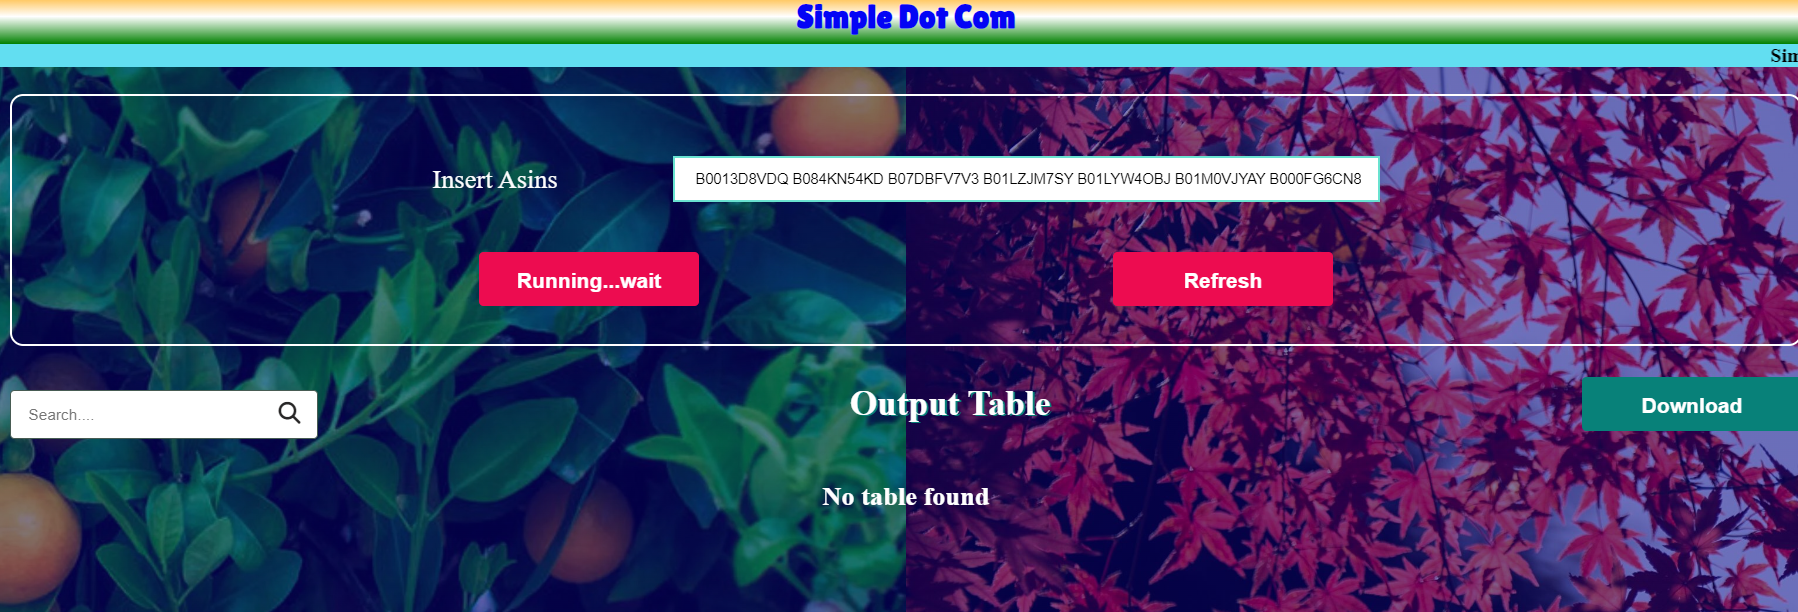 Simple Dot Com
Sim
Insert Asins
B0013D8VDQ B084KN54KD B07DBFV7V3 B01LZJM7SY B01LYW4OBJ B01M0VJYAY B000FG6CN8
Running...wait
Refresh
Search....
Output Table
Download
No table found